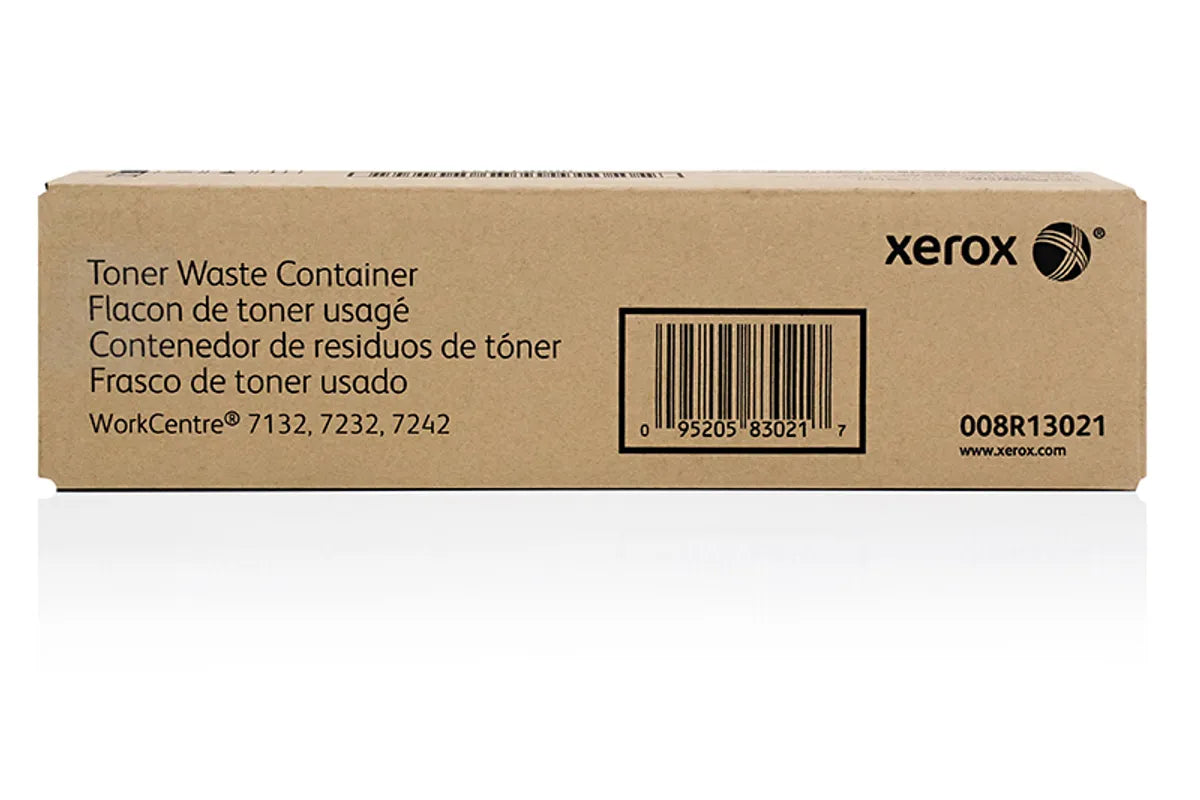 xerox ®
Toner Waste Container
Flacon de toner usagé
Contenedor de residuos de tóner
Frasco de toner usado
WorkCentre® 7132, 7232, 7242
0 95205 83021 7
008R13021
www.xerox.com